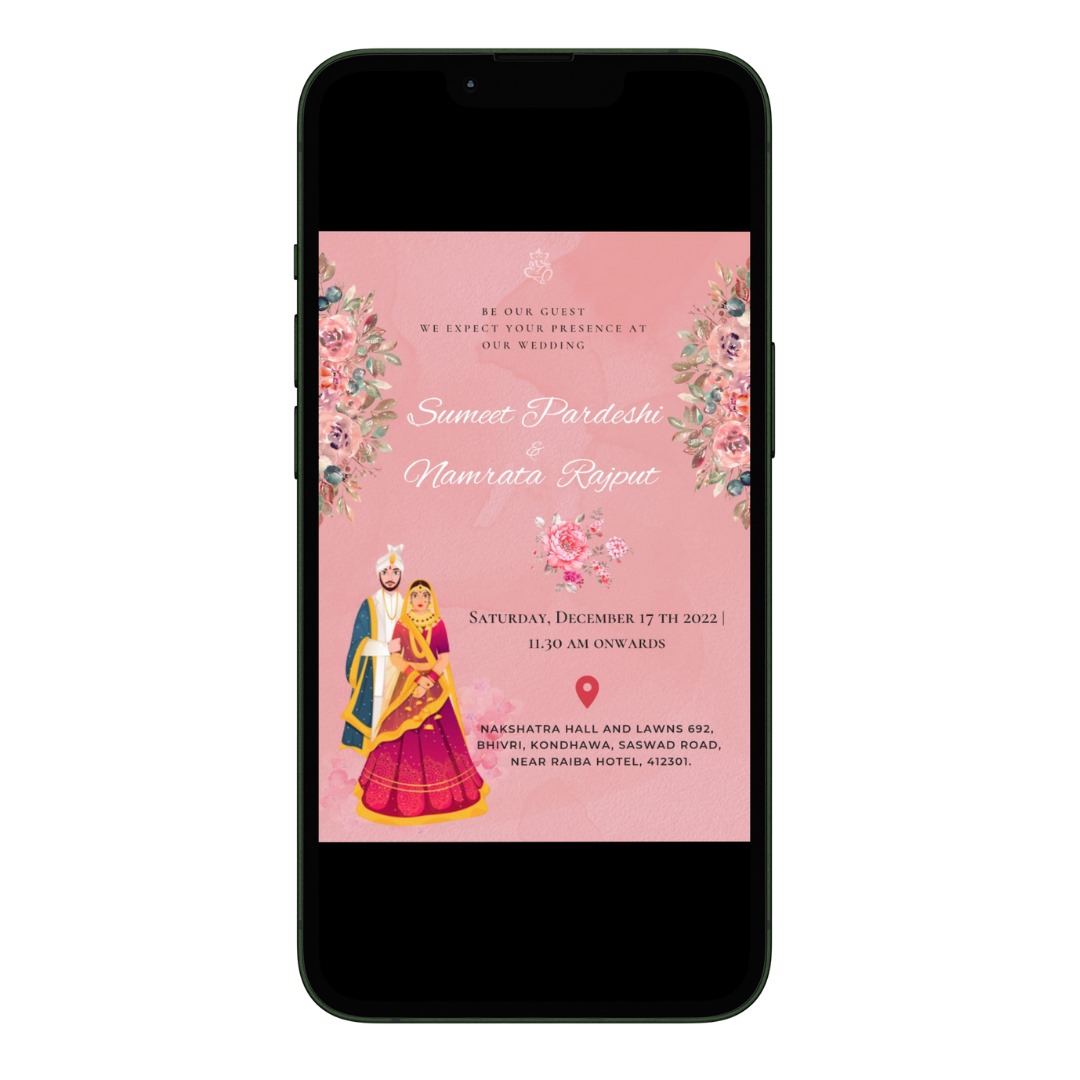 BE OUR GUEST
WE EXPECT YOUR PRESENCE AT
OUR WEDDING
Sumeet Pardeshi
&
Namrata Rajput
SATURDAY, DECEMBER 17 TH 2022 |
11.30 AM ONWARDS
NAKSHATRA HALL AND LAWNS 692,
BHIVRI, KONDHAWA, SASWAD ROAD,
NEAR RAIBA HOTEL, 412301.